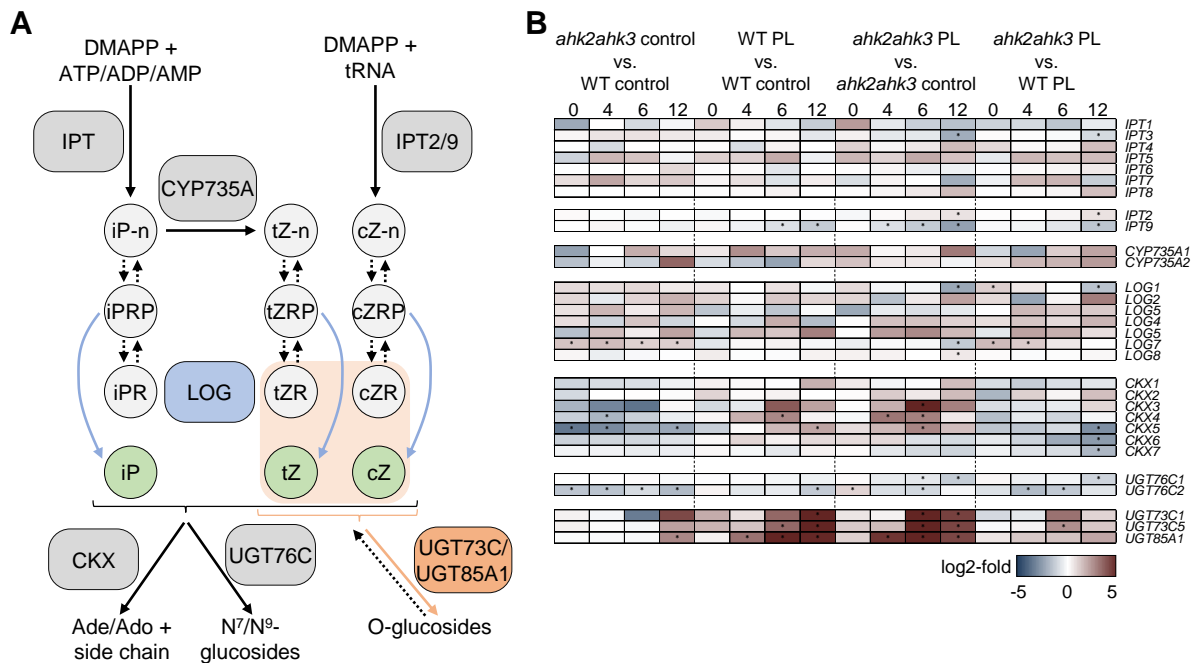 A
DMAPP +
ATP/ADP/AMP
DMAPP +
tRNA
IPT
IPT2/9
CYP735A
iP-n
tZ-n
cZ-n
iPRP
tZRP
cZRP
iPR
LOG
tZR
cZR
iP
tZ
cZ
CKX
UGT76C
UGT73C/
UGT85A1
Ade/Ado +
side chain
N7/N9-
glucosides
O-glucosides
B
ahk2ahk3 control
vs.
WT control
WT PL
vs.
WT control
ahk2ahk3 PL
vs.
ahk2ahk3 control
ahk2ahk3 PL
vs.
WT PL
0 4 6 12 0 4 6 12 0 4 6 12 0 4 6 12
IPT1
IPT3
IPT4
IPT5
IPT6
IPT7
IPT8
IPT2
IPT9
CYP735A1
CYP735A2
LOG1
LOG2
LOG5
LOG4
LOG5
LOG7
LOG8
CKX1
CKX2
CKX3
CKX4
CKX5
CKX6
CKX7
UGT76C1
UGT76C2
UGT73C1
UGT73C5
UGT85A1
log2-fold
-5 0 5